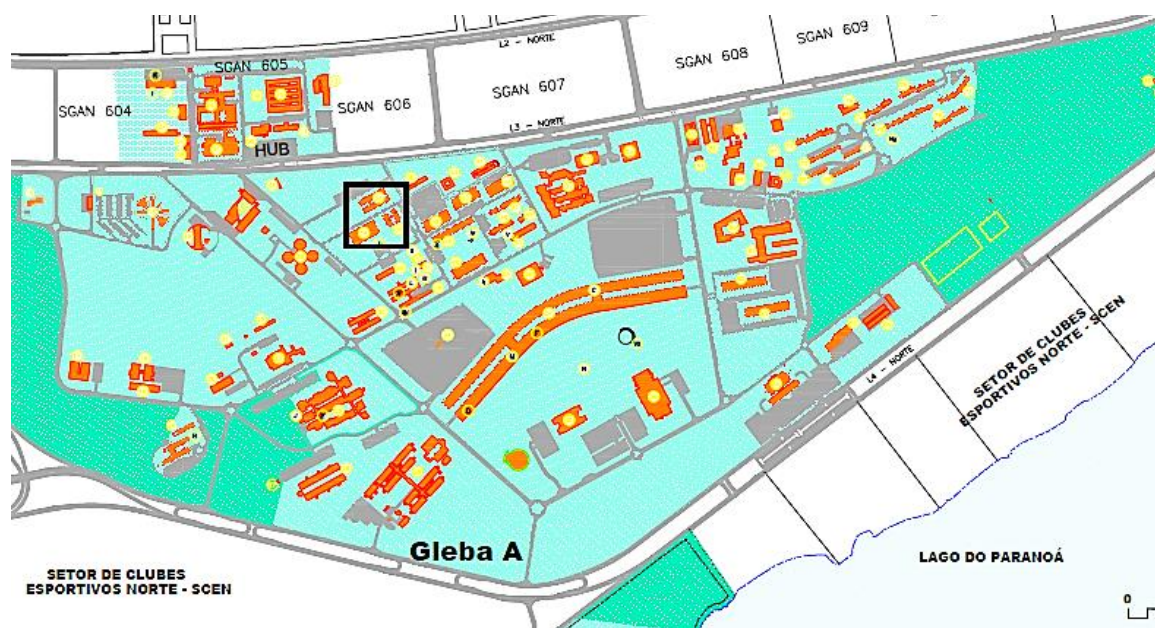 L2 - NORTE
SGAN 609
SGAN 608
SGAN 605
SGAN 607
SGAN 604
SGAN 606
L3 - NORTE
HUB
L4 - NORTE
SETOR DE CLUBES
ESPORTIVOS NORTE - SCEN
Gleba A
LAGO DO PARANOÁ
SETOR DE CLUBES
ESPORTIVOS NORTE - SCEN
0